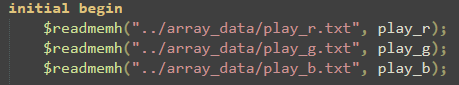 initial begin
$readmemh("../array_data/play_r.txt", play_r);
$readmemh("../array_data/play_g.txt", play_g);
$readmemh("../array_data/play_b.txt", play_b);